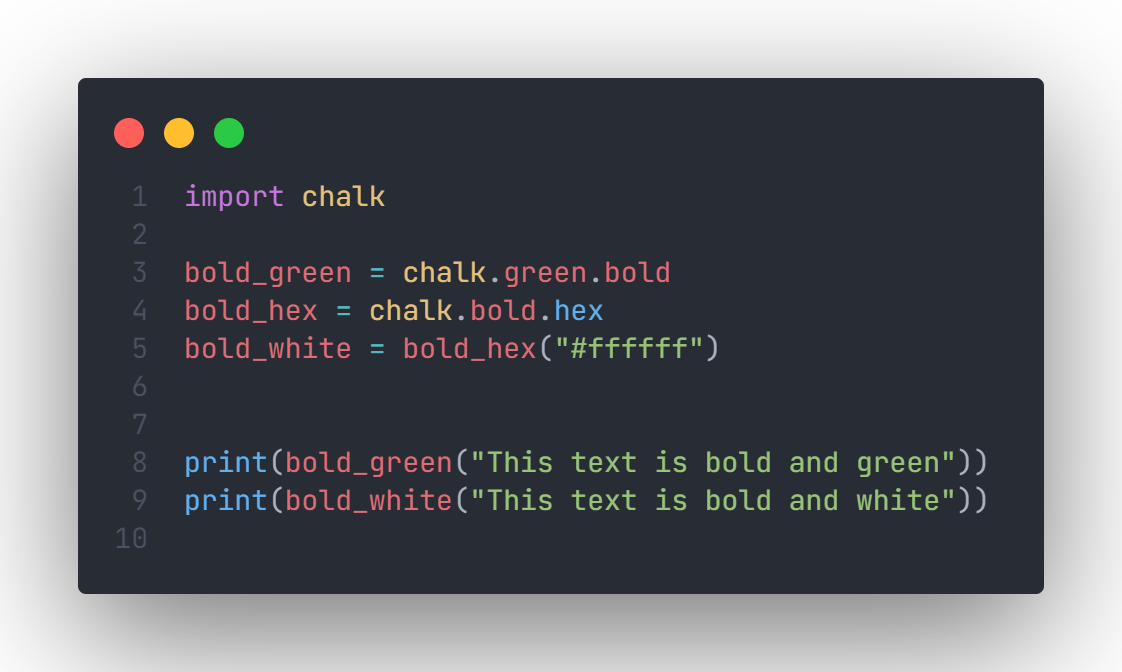 1 import chalk
2
3 bold_green = chalk.green.bold
4 bold_hex = chalk.bold.hex
5 bold_white = bold_hex("#ffffff")
6
7
8 print(bold_green("This text is bold and green"))
9 print(bold_white("This text is bold and white"))
10